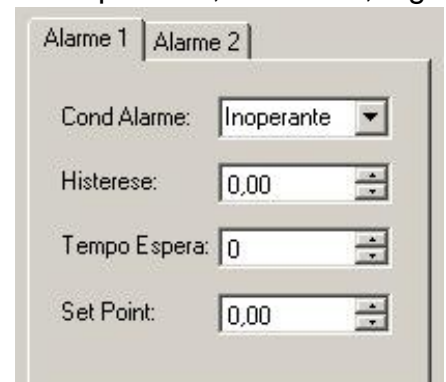 Alarme 1 Alarme 2
Cond Alarme: Inoperante
Histerese: 0,00
Tempo Espera: 0
Set Point: 0,00